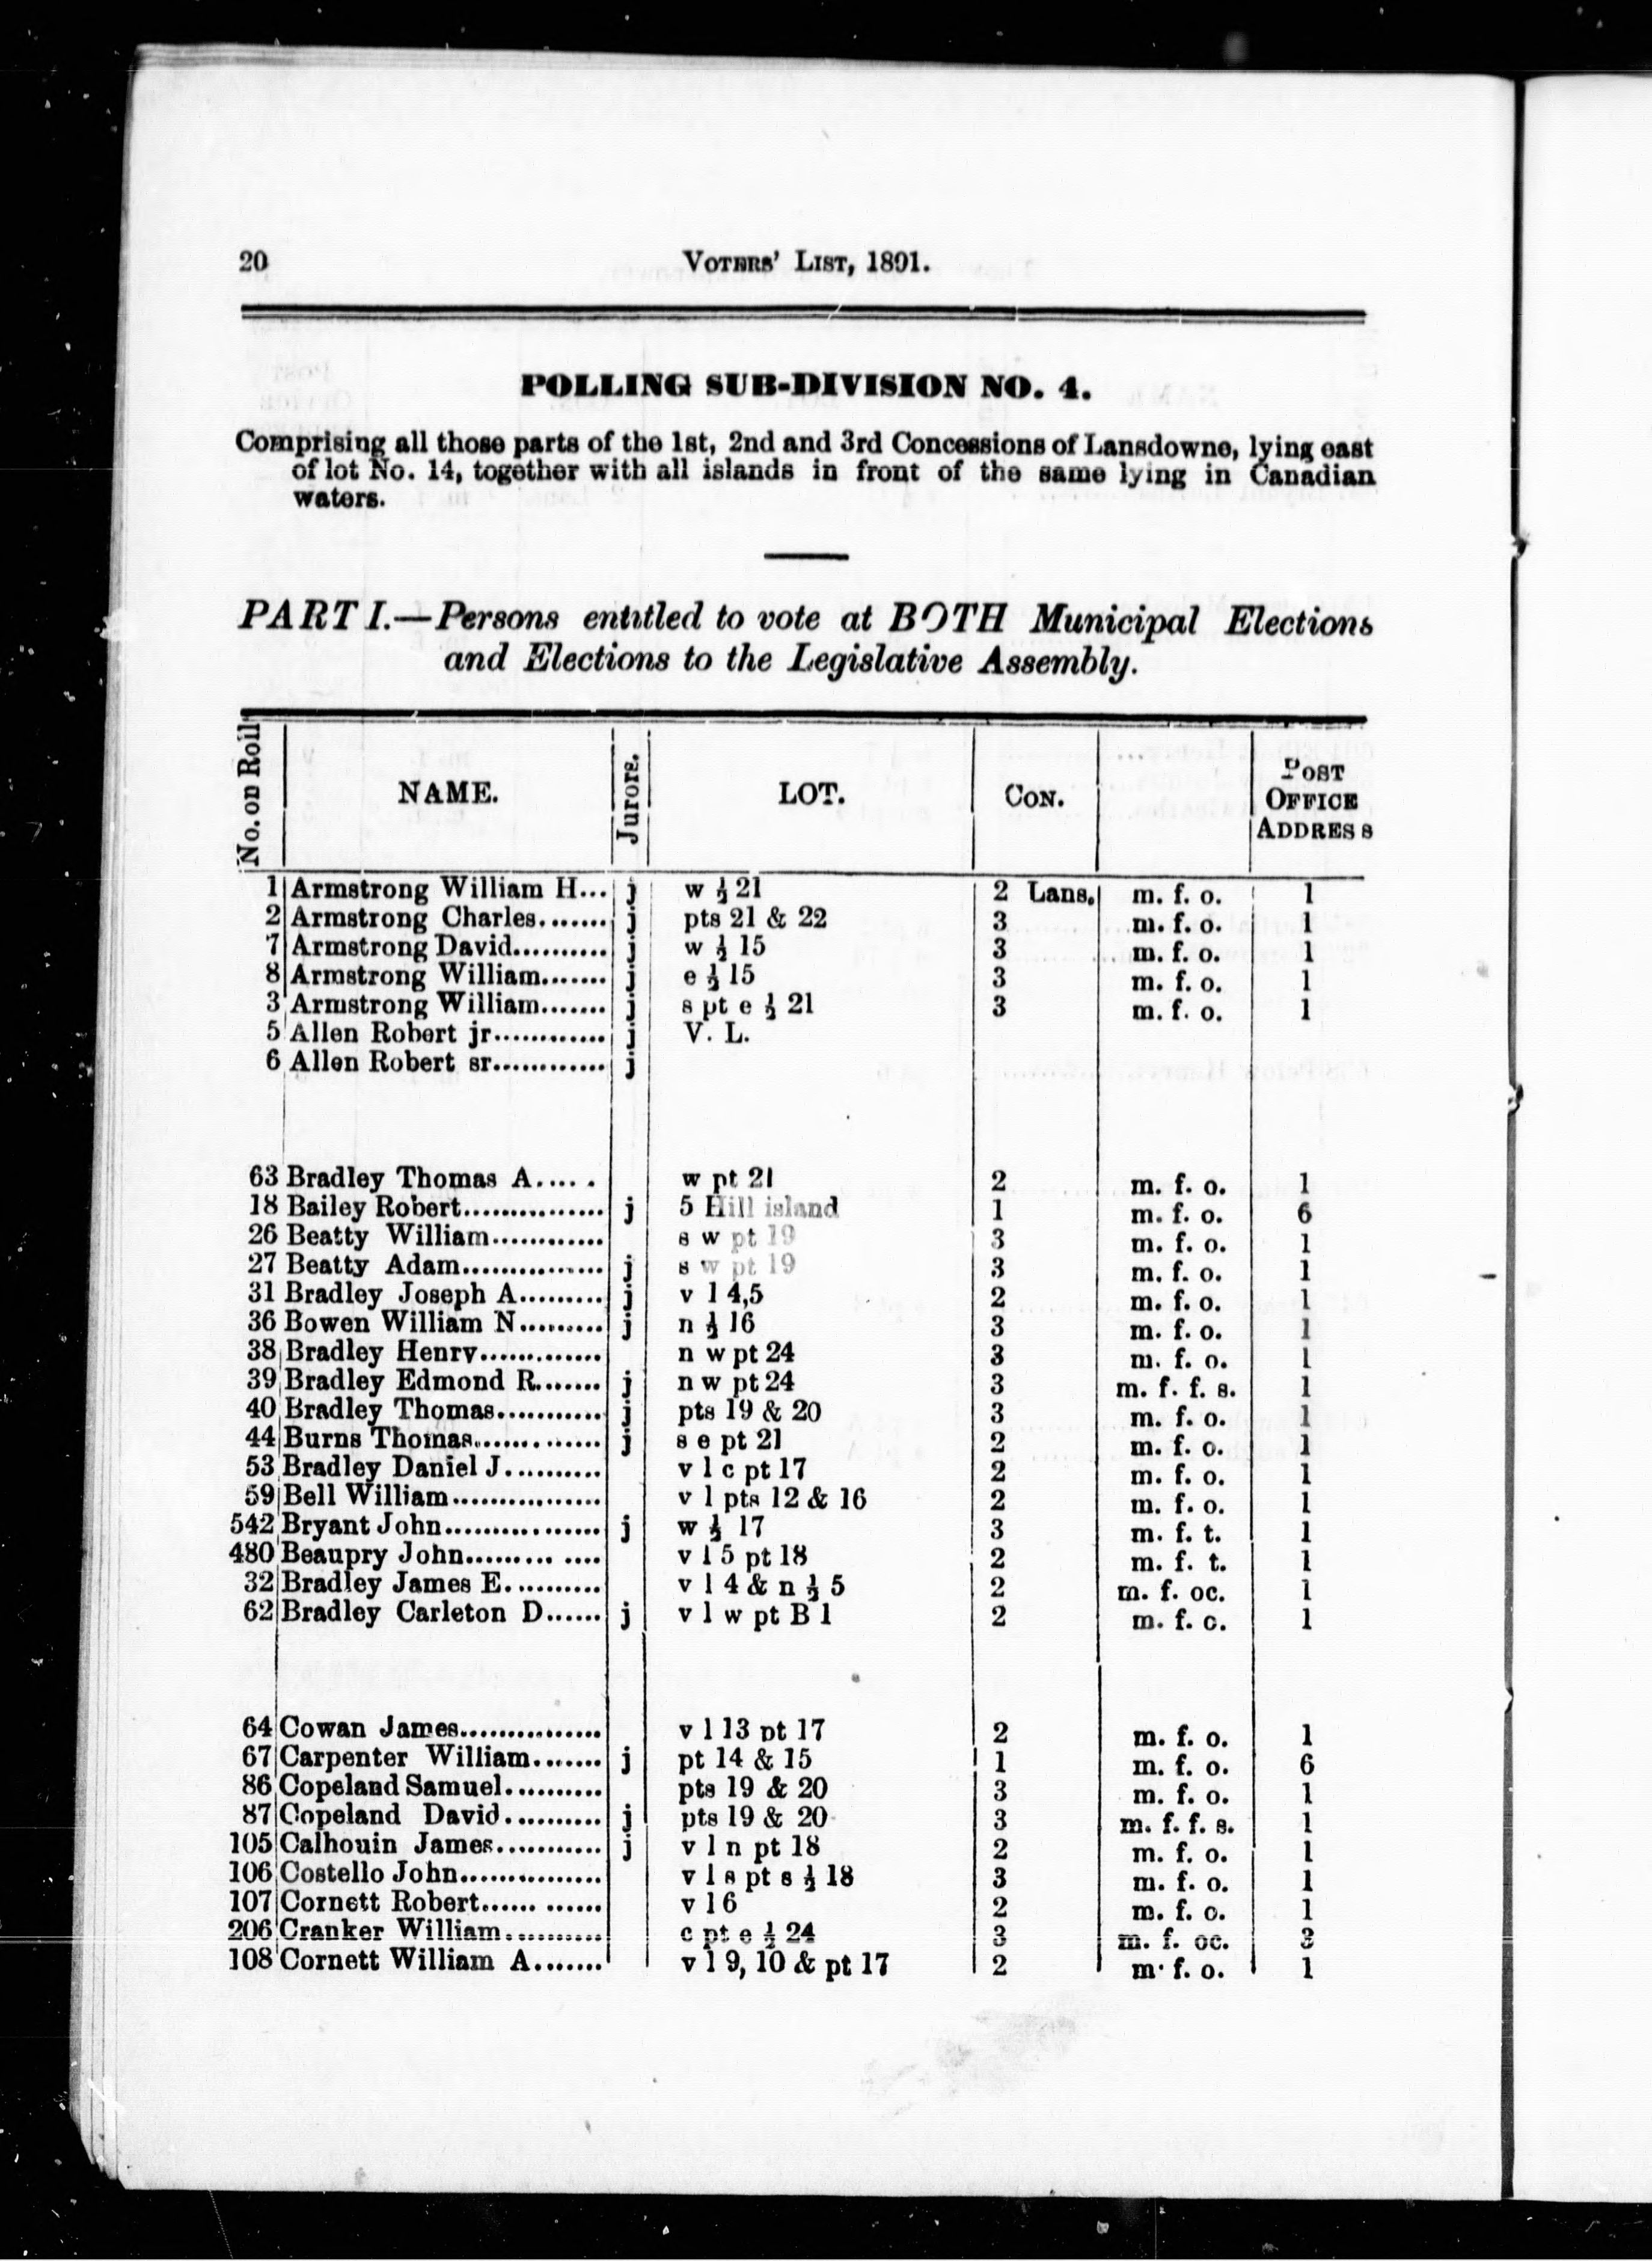 20 VOTERS' LIST, 1891.
POLLING SUB-DIVISION NO. 4.
Comprising all those parts of the 1st, 2nd and 3rd Concessions of Lansdowne, lying east
of lot No. 14, together with all islands in front of the same lying in Canadian
waters.
PART I.—Persons entitled to vote at BOTH Municipal Elections
and Elections to the Legislative Assembly.
No. on Roll NAME. Jurors. LOT. CON. POST OFFICE ADDRESS
1 Armstrong William H... j w ½ 21 2 Lans. m. f. o. 1
2 Armstrong Charles....... j pts 21 & 22 3 m. f. o. 1
7 Armstrong David.......... j w ½ 15 3 m. f. o. 1
8 Armstrong William....... j e ½ 15 3 m. f. o. 1
3 Armstrong William....... j s pt e ½ 21 3 m. f. o. 1
5 Allen Robert jr............ j V. L.
6 Allen Robert sr............ j
63 Bradley Thomas A..... . w pt 21 2 m. f. o. 1
18 Bailey Robert............... j 5 Hill island 1 m. f. o. 6
26 Beatty William............ s w pt 19 3 m. f. o. 1
27 Beatty Adam............... j s w pt 19 3 m. f. o. 1
31 Bradley Joseph A......... j v l 4,5 2 m. f. o. 1
36 Bowen William N......... j n ½ 16 3 m. f. o. 1
38 Bradley Henry............. n w pt 24 3 m. f. o. 1
39 Bradley Edmond R....... j n w pt 24 3 m. f. f. s. 1
40 Bradley Thomas........... j pts 19 & 20 3 m. f. o. 1
44 Burns Thomas.............. j s e pt 21 2 m. f. o. 1
53 Bradley Daniel J.......... v l c pt 17 2 m. f. o. 1
59 Bell William................ v l pts 12 & 16 2 m. f. o. 1
542 Bryant John................. j w ½ 17 3 m. f. t. 1
480 Beaupry John......... .... v l 5 pt 18 2 m. f. t. 1
32 Bradley James E.......... v l 4 & n ½ 5 2 m. f. oc. 1
62 Bradley Carleton D...... j v l w pt B 1 2 m. f. o. 1
64 Cowan James............... v l 13 pt 17 2 m. f. o. 1
67 Carpenter William....... j pt 14 & 15 1 m. f. o. 6
86 Copeland Samuel.......... pts 19 & 20 3 m. f. o. 1
87 Copeland David.......... j pts 19 & 20 3 m. f. f. s. 1
105 Calhouin James........... j v l n pt 18 2 m. f. o. 1
106 Costello John............... v l s pt s ½ 18 3 m. f. o. 1
107 Cornett Robert...... ...... v l 6 2 m. f. o. 1
206 Cranker William........... c pt e ½ 24 3 m. f. oc.
108 Cornett William A....... v l 9, 10 & pt 17 2 m. f. o. 1